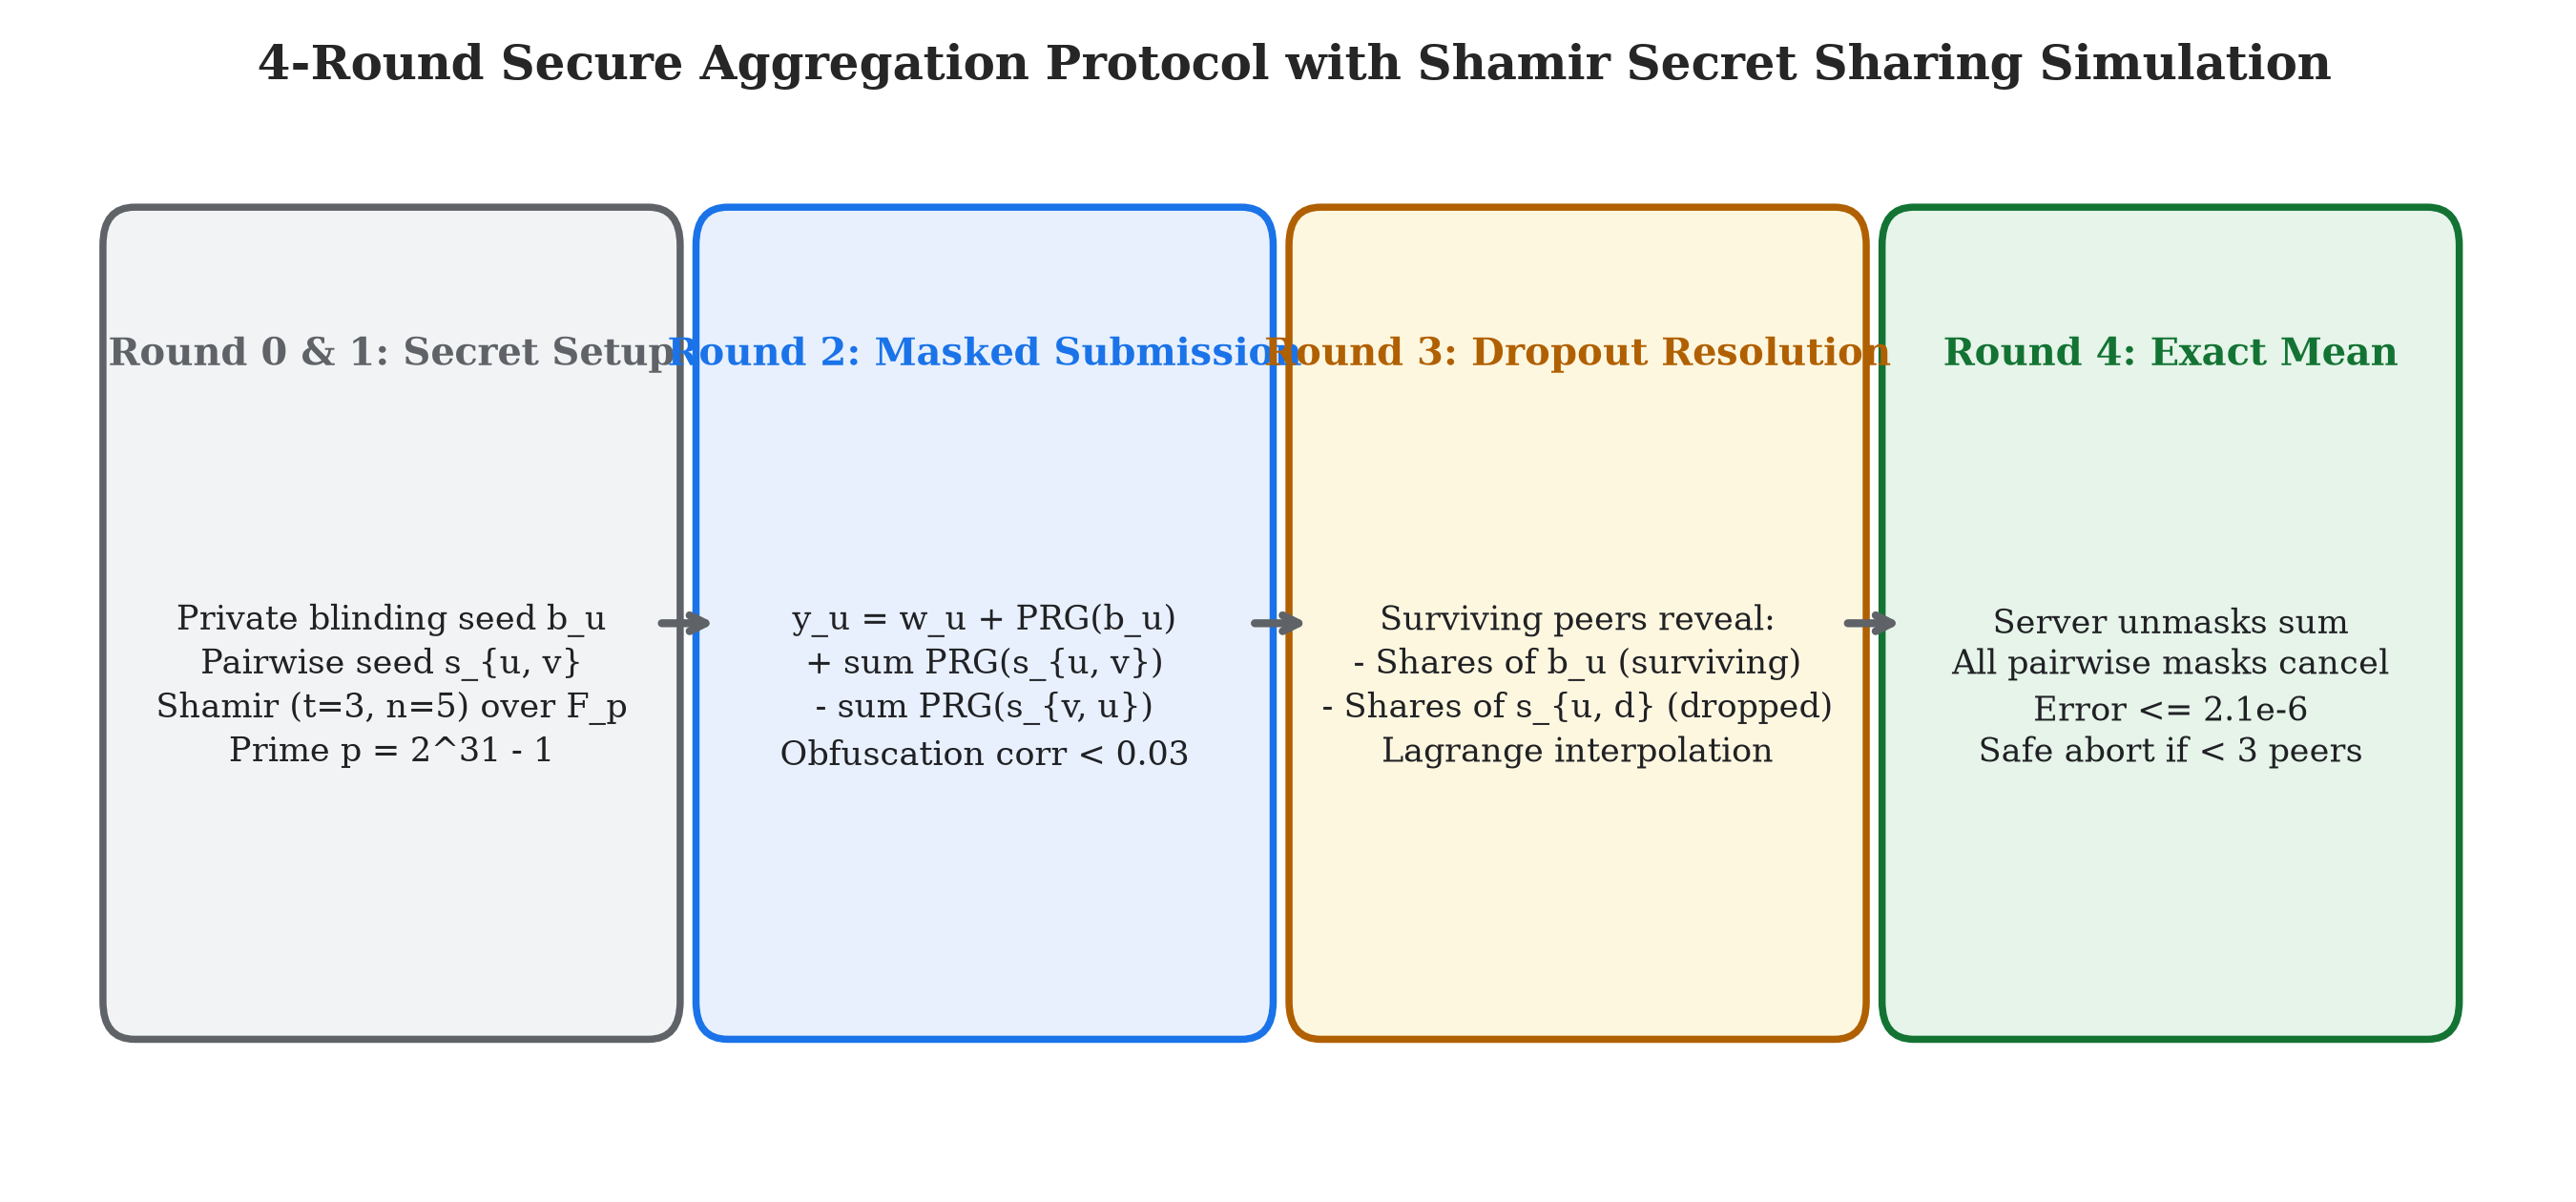 4-Round Secure Aggregation Protocol with Shamir Secret Sharing Simulation
Round 0 & 1: Secret Setup
Private blinding seed b_u
Pairwise seed s_{u, v}
Shamir (t=3, n=5) over F_p
Prime p = 2^31 - 1
Round 2: Masked Submission
y_u = w_u + PRG(b_u)
+ sum PRG(s_{u, v})
- sum PRG(s_{v, u})
Obfuscation corr < 0.03
Round 3: Dropout Resolution
Surviving peers reveal:
- Shares of b_u (surviving)
- Shares of s_{u, d} (dropped)
Lagrange interpolation
Round 4: Exact Mean
Server unmasks sum
All pairwise masks cancel
Error <= 2.1e-6
Safe abort if < 3 peers